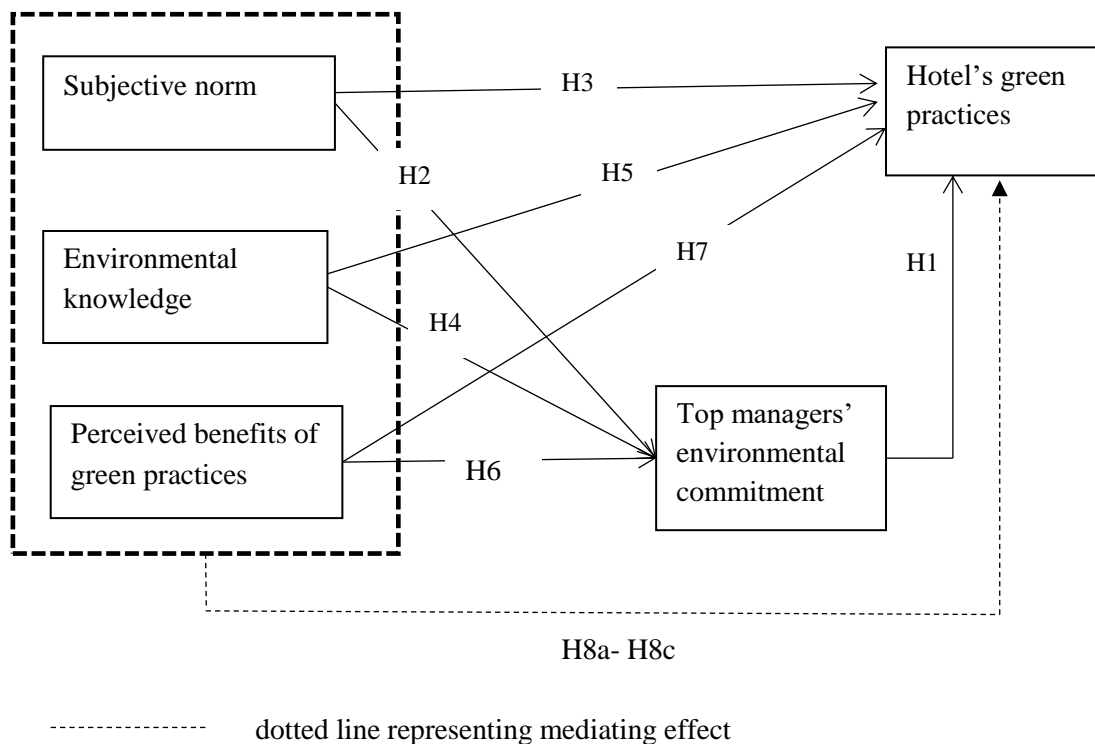 Subjective norm
H3
Hotel’s green
practices
H2
H5
Environmental
knowledge
H7
H1
H4
Perceived benefits of
green practices
H6
Top managers’
environmental
commitment
H8a- H8c
dotted line representing mediating effect